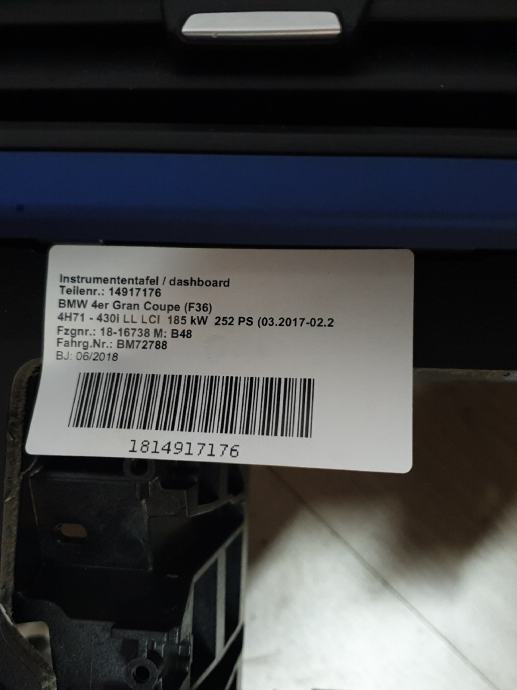 Instrumententafel / dashboard
Teilenr.: 14917176
BMW 4er Gran Coupe (F36)
4H71 - 430i LL LCI 185 kW 252 PS (03.2017-02.2
Fzgnr.: 18-16738 M: B48
Fahrg.Nr.: BM72788
BJ: 06/2018
1814917176